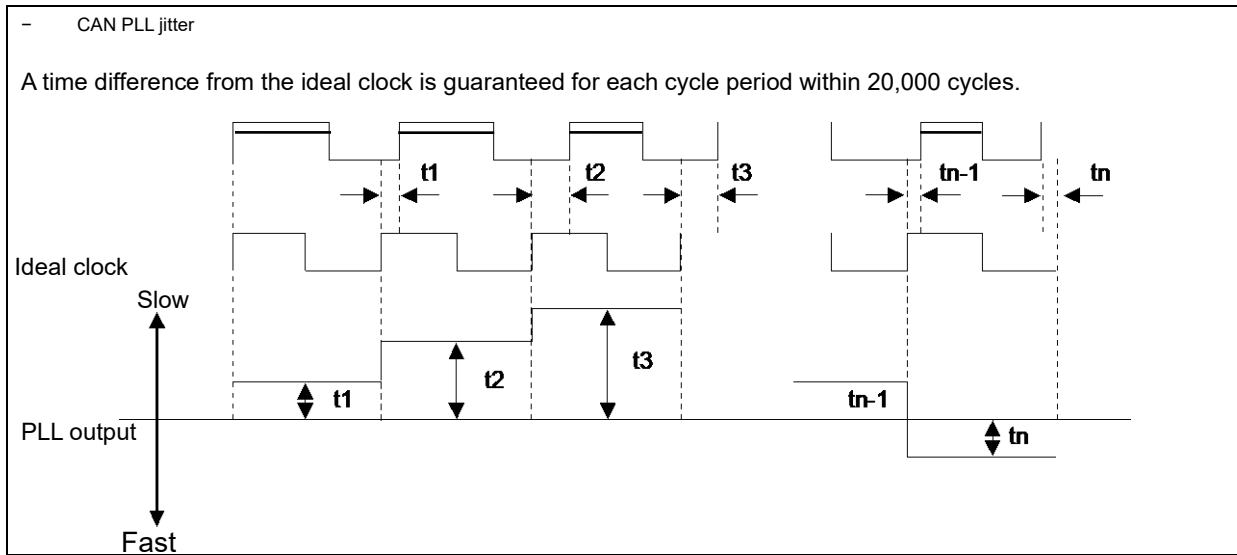 − CAN PLL jitter
A time difference from the ideal clock is guaranteed for each cycle period within 20,000 cycles.
t1 t2 t3 tn-1 tn
Ideal clock
Slow
t1 t2 t3 tn-1 tn
PLL output
Fast